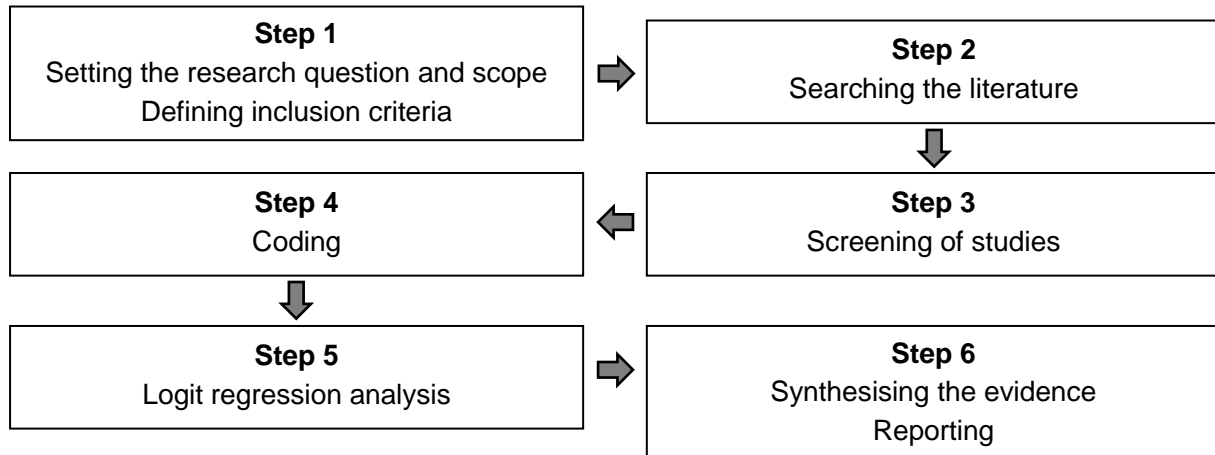 Step 1
Setting the research question and scope
Defining inclusion criteria
Step 2
Searching the literature
Step 3
Screening of studies
Step 4
Coding
Step 5
Logit regression analysis
Step 6
Synthesising the evidence
Reporting